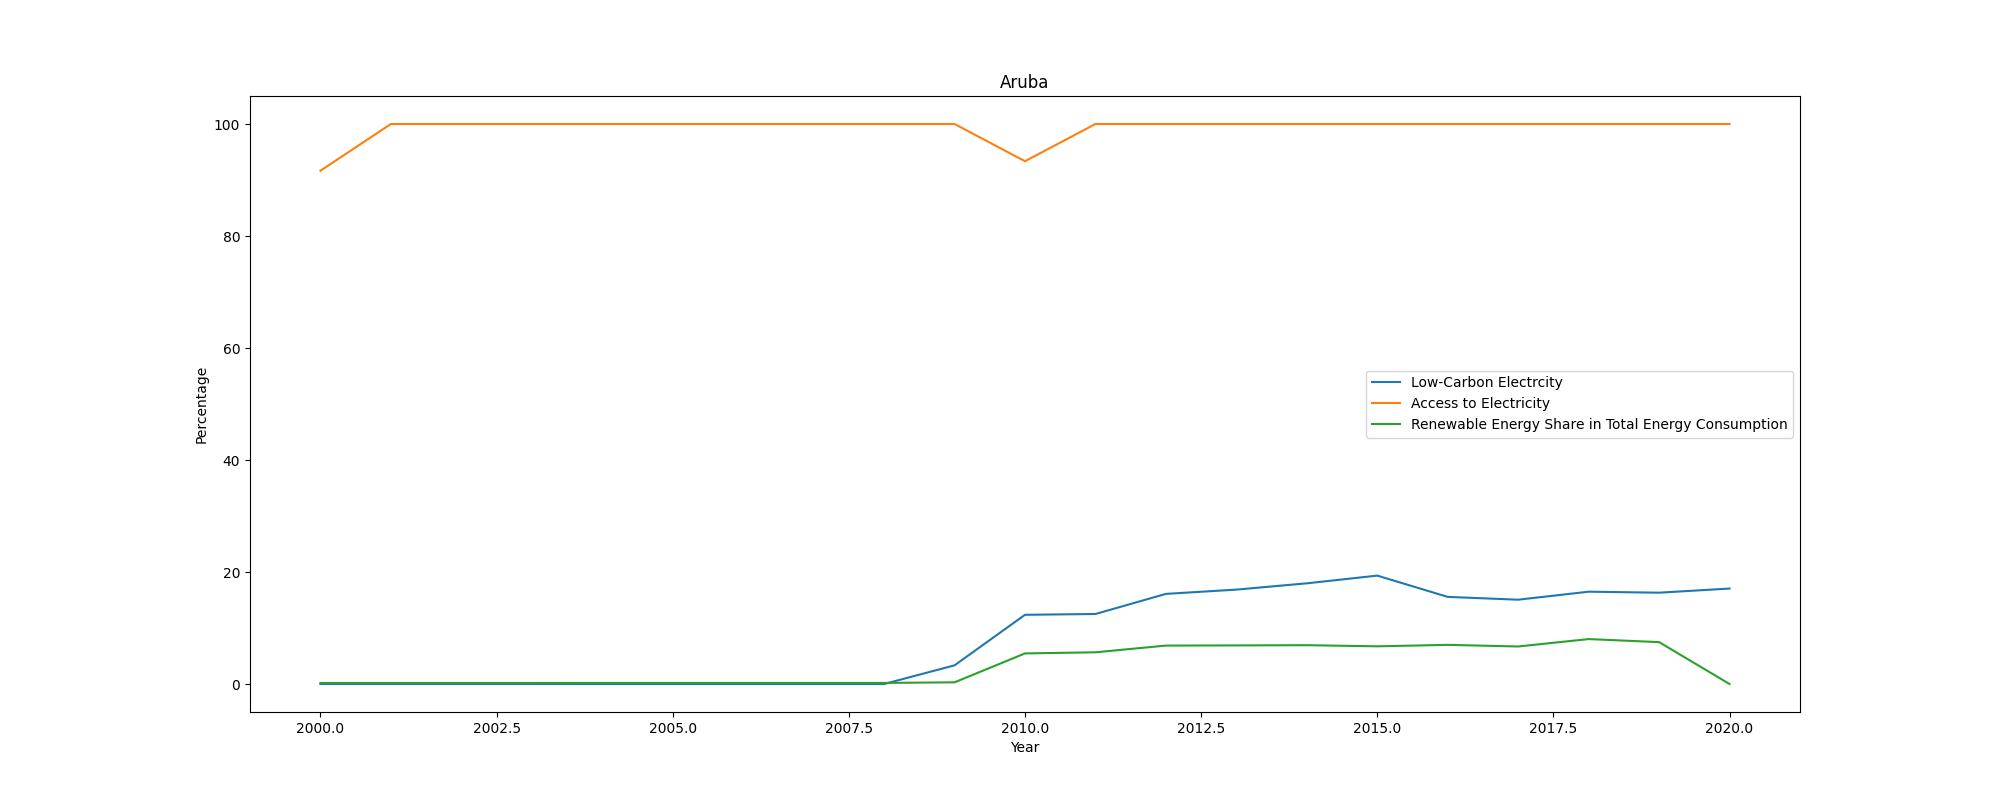 Aruba
100
80
60
40
20
0
Percentage
Low-Carbon Electrcity
Access to Electricity
Renewable Energy Share in Total Energy Consumption
2000.0 2002.5 2005.0 2007.5 2010.0 2012.5 2015.0 2017.5 2020.0
Year